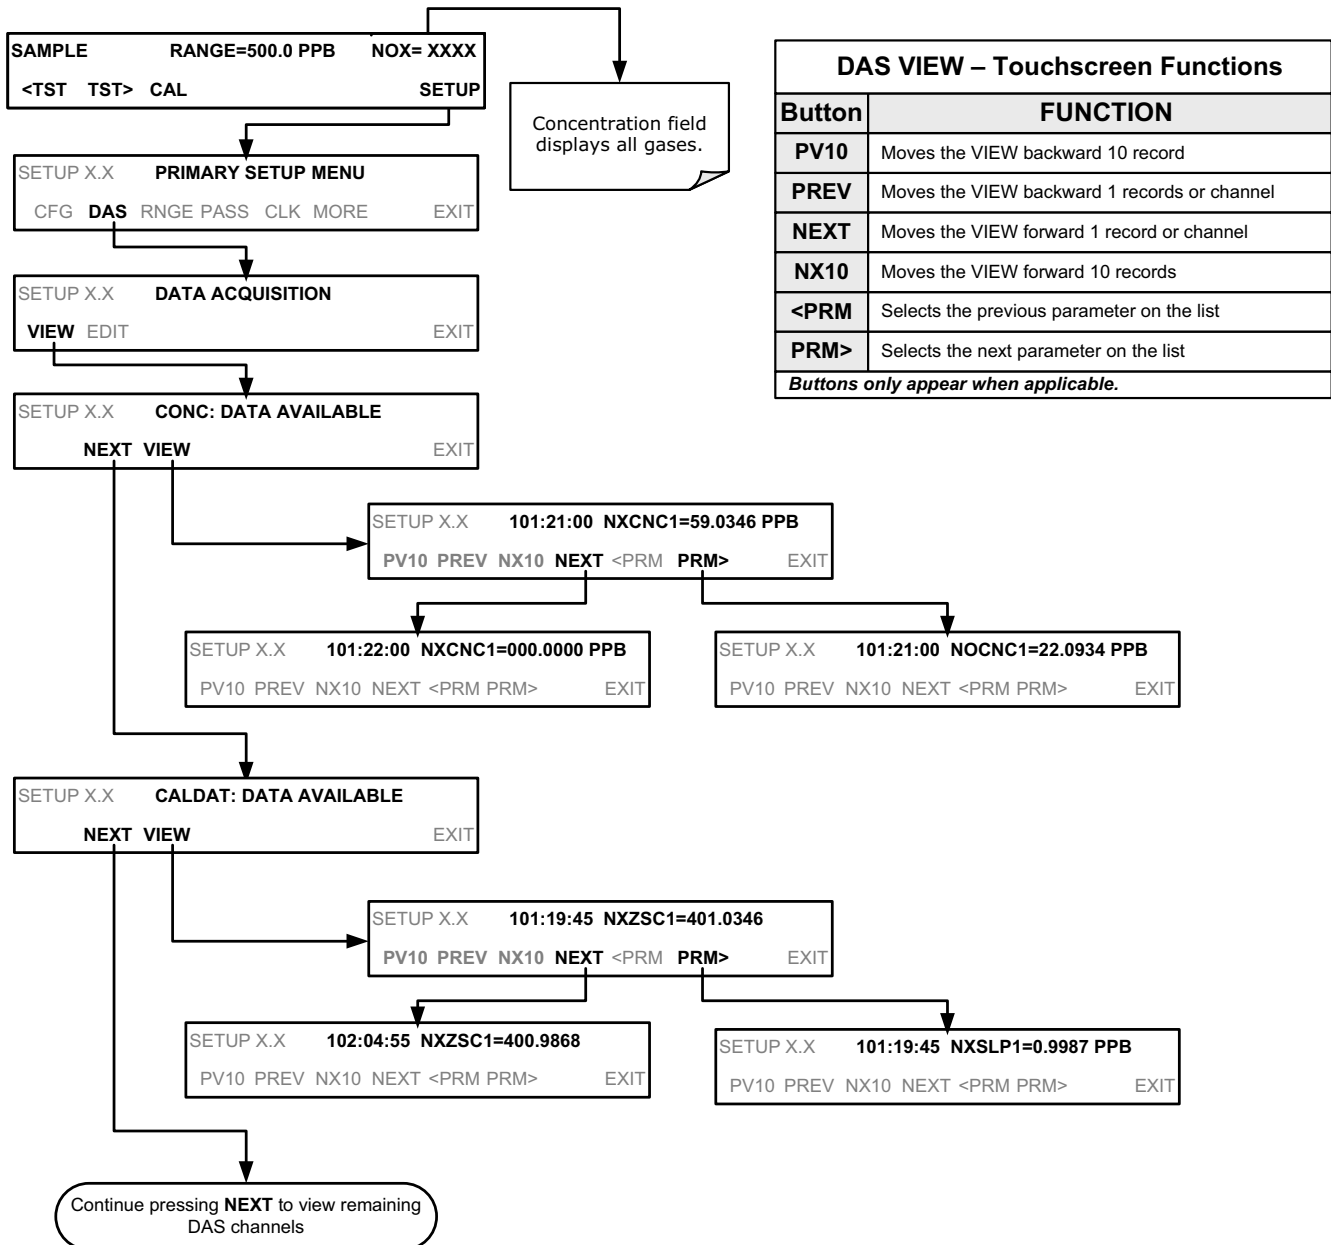 SAMPLE RANGE=500.0 PPB NOX= XXXX
<TST TST> CAL SETUP
Concentration field
displays all gases.
DAS VIEW – Touchscreen Functions
Button FUNCTION
PV10 Moves the VIEW backward 10 record
PREV Moves the VIEW backward 1 records or channel
NEXT Moves the VIEW forward 1 record or channel
NX10 Moves the VIEW forward 10 records
<PRM Selects the previous parameter on the list
PRM> Selects the next parameter on the list
Buttons only appear when applicable.
SETUP X.X PRIMARY SETUP MENU
CFG DAS RNGE PASS CLK MORE EXIT
SETUP X.X DATA ACQUISITION
VIEW EDIT EXIT
SETUP X.X CONC: DATA AVAILABLE
NEXT VIEW EXIT
SETUP X.X 101:21:00 NXCNC1=59.0346 PPB
PV10 PREV NX10 NEXT <PRM PRM> EXIT
SETUP X.X 101:22:00 NXCNC1=000.0000 PPB
PV10 PREV NX10 NEXT <PRM PRM> EXIT
SETUP X.X 101:21:00 NOCNC1=22.0934 PPB
PV10 PREV NX10 NEXT <PRM PRM> EXIT
SETUP X.X CALDAT: DATA AVAILABLE
NEXT VIEW EXIT
SETUP X.X 101:19:45 NXZSC1=401.0346
PV10 PREV NX10 NEXT <PRM PRM> EXIT
SETUP X.X 102:04:55 NXZSC1=400.9868
PV10 PREV NX10 NEXT <PRM PRM> EXIT
SETUP X.X 101:19:45 NXSLP1=0.9987 PPB
PV10 PREV NX10 NEXT <PRM PRM> EXIT
Continue pressing NEXT to view remaining
DAS channels